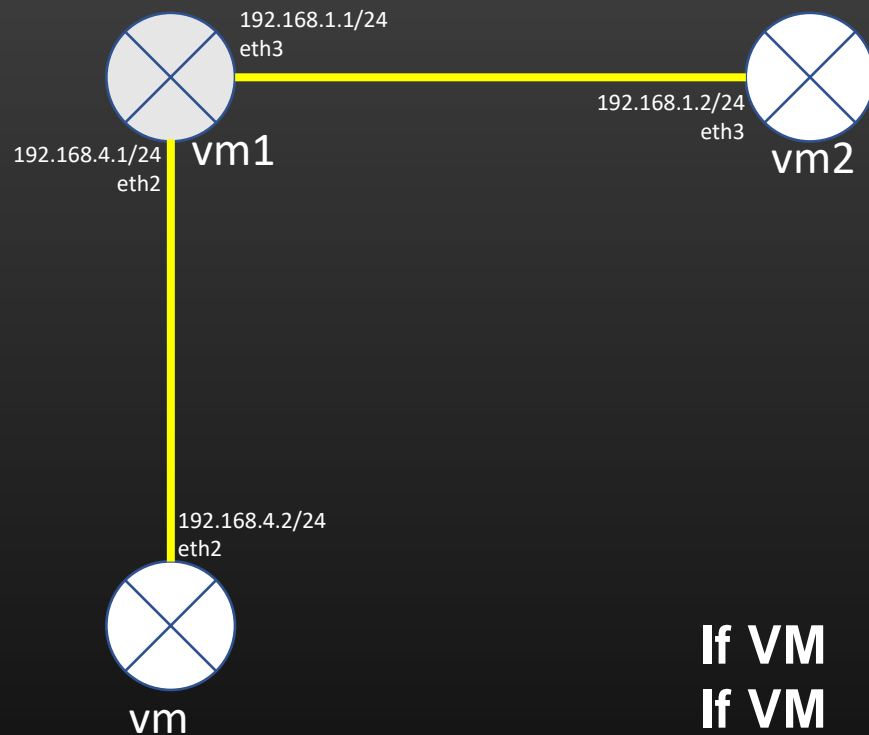 192.168.1.1/24
eth3
192.168.1.2/24
eth3
vm1
vm2
192.168.4.1/24
eth2
192.168.4.2/24
eth2
vm
If VM
If VM